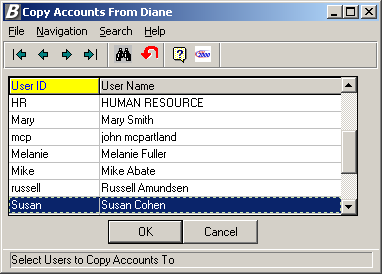 B Copy Accounts From Diane
File Navigation Search Help
2000
User ID User Name
HR HUMAN RESOURCE
Mary Mary Smith
mcp john mcpartland
Melanie Melanie Fuller
Mike Mike Abate
russell Russell Amundsen
Susan Susan Cohen
OK Cancel
Select Users to Copy Accounts To